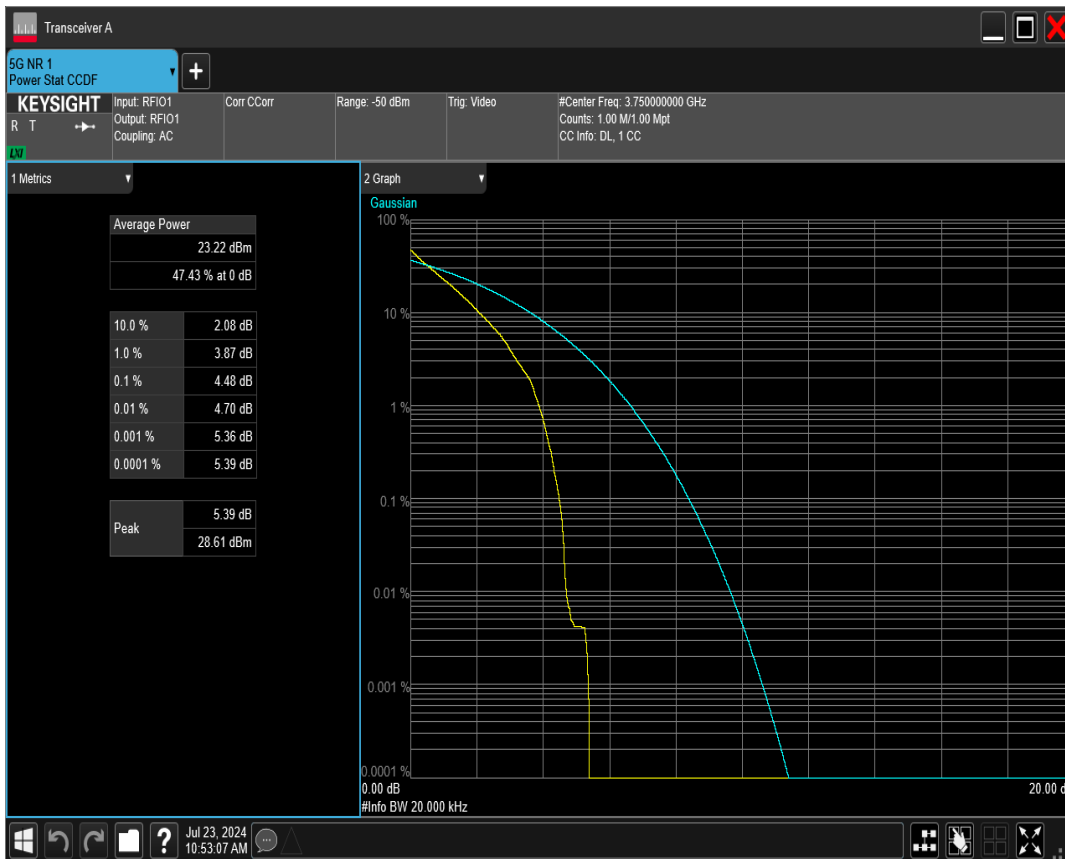 Transceiver A
5G NR 1
Power Stat CCDF
KEYSIGHT
R T
LXI
Input: RFIO1
Output: RFIO1
Coupling: AC
Corr CCorr
Range: -50 dBm
Trig: Video
#Center Freq: 3.750000000 GHz
Counts: 1.00 M/1.00 Mpt
CC Info: DL, 1 CC
1 Metrics
Average Power
23.22 dBm
47.43 % at 0 dB
10.0 % 2.08 dB
1.0 % 3.87 dB
0.1 % 4.48 dB
0.01 % 4.70 dB
0.001 % 5.36 dB
0.0001 % 5.39 dB
Peak
5.39 dB
28.61 dBm
2 Graph
Gaussian
100 %
10 %
1 %
0.1 %
0.01 %
0.001 %
0.0001 %
0.00 dB
20.00 d
#Info BW 20.000 kHz
?
Jul 23, 2024
10:53:07 AM